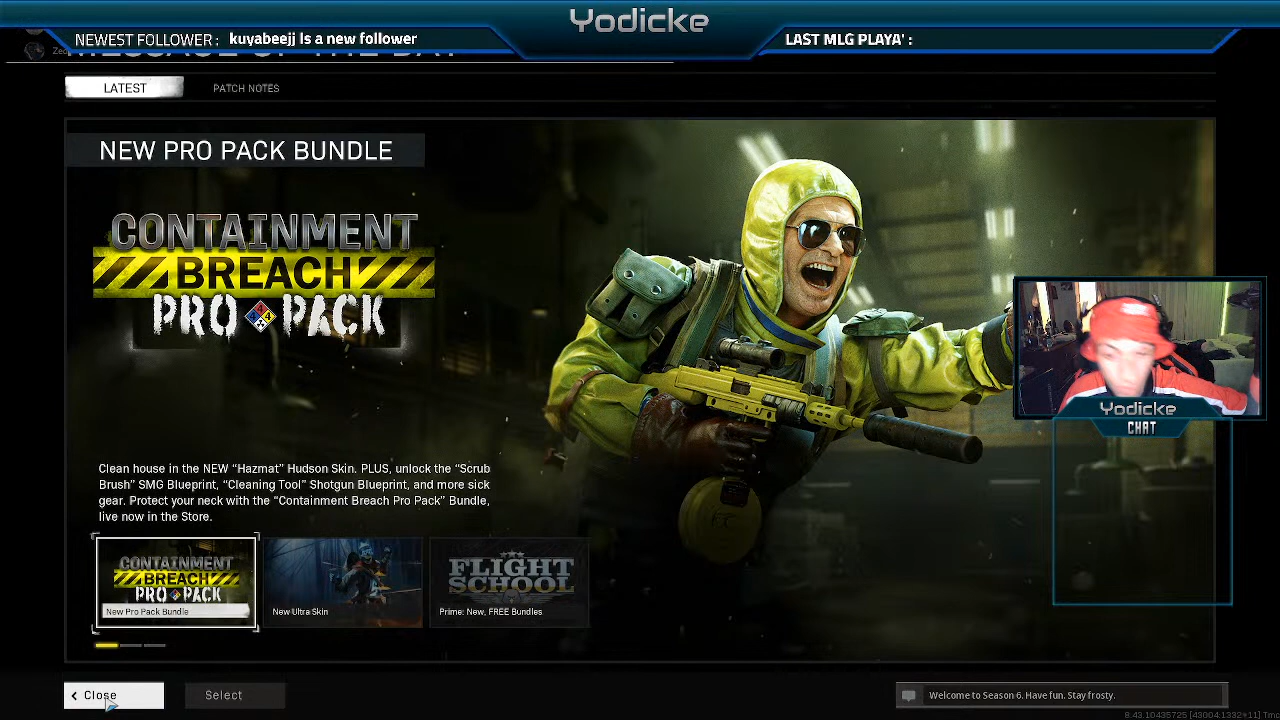 Yodicke
NEWEST FOLLOWER : kuyabeejj Is a new follower
LAST MLG PLAYA' :
MESSAGE OF THE DAY
LATEST
PATCH NOTES
NEW PRO PACK BUNDLE
CONTAINMENT
BREACH
PRO PACK
Clean house in the NEW “Hazmat” Hudson Skin. PLUS, unlock the “Scrub
Brush” SMG Blueprint, “Cleaning Tool” Shotgun Blueprint, and more sick
gear. Protect your neck with the “Containment Breach Pro Pack” Bundle,
live now in the Store.
CONTAINMENT
BREACH
PRO PACK
New Pro Pack Bundle
New Ultra Skin
FLIGHT
SCHOOL
Prime: New, FREE Bundles
Yodicke
CHAT
Close
Select
Welcome to Season 6. Have fun. Stay frosty.